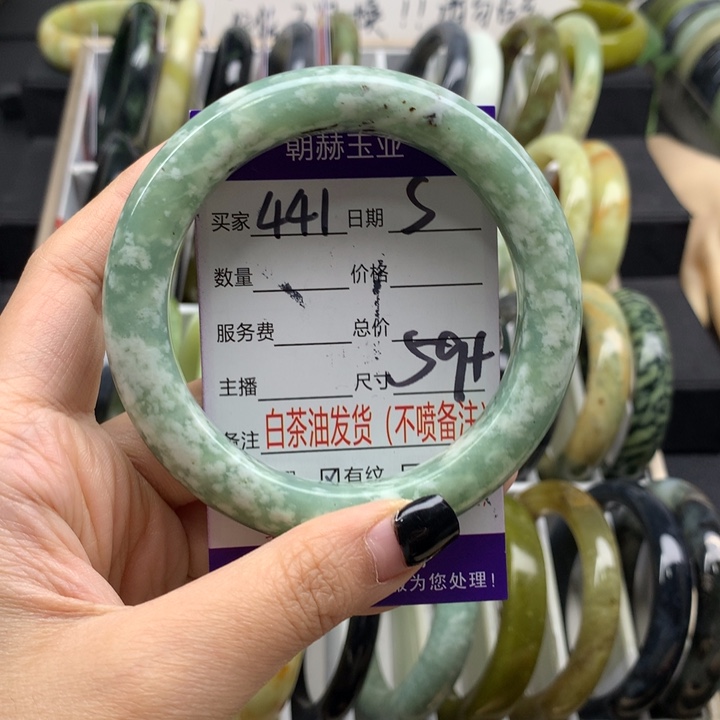 朝赫玉业
买家 441 日期 5
数量 价格
服务费 总价
主播 尺寸 59+
备注 白茶油发货（不喷备注）
☑有纹
为您处理！